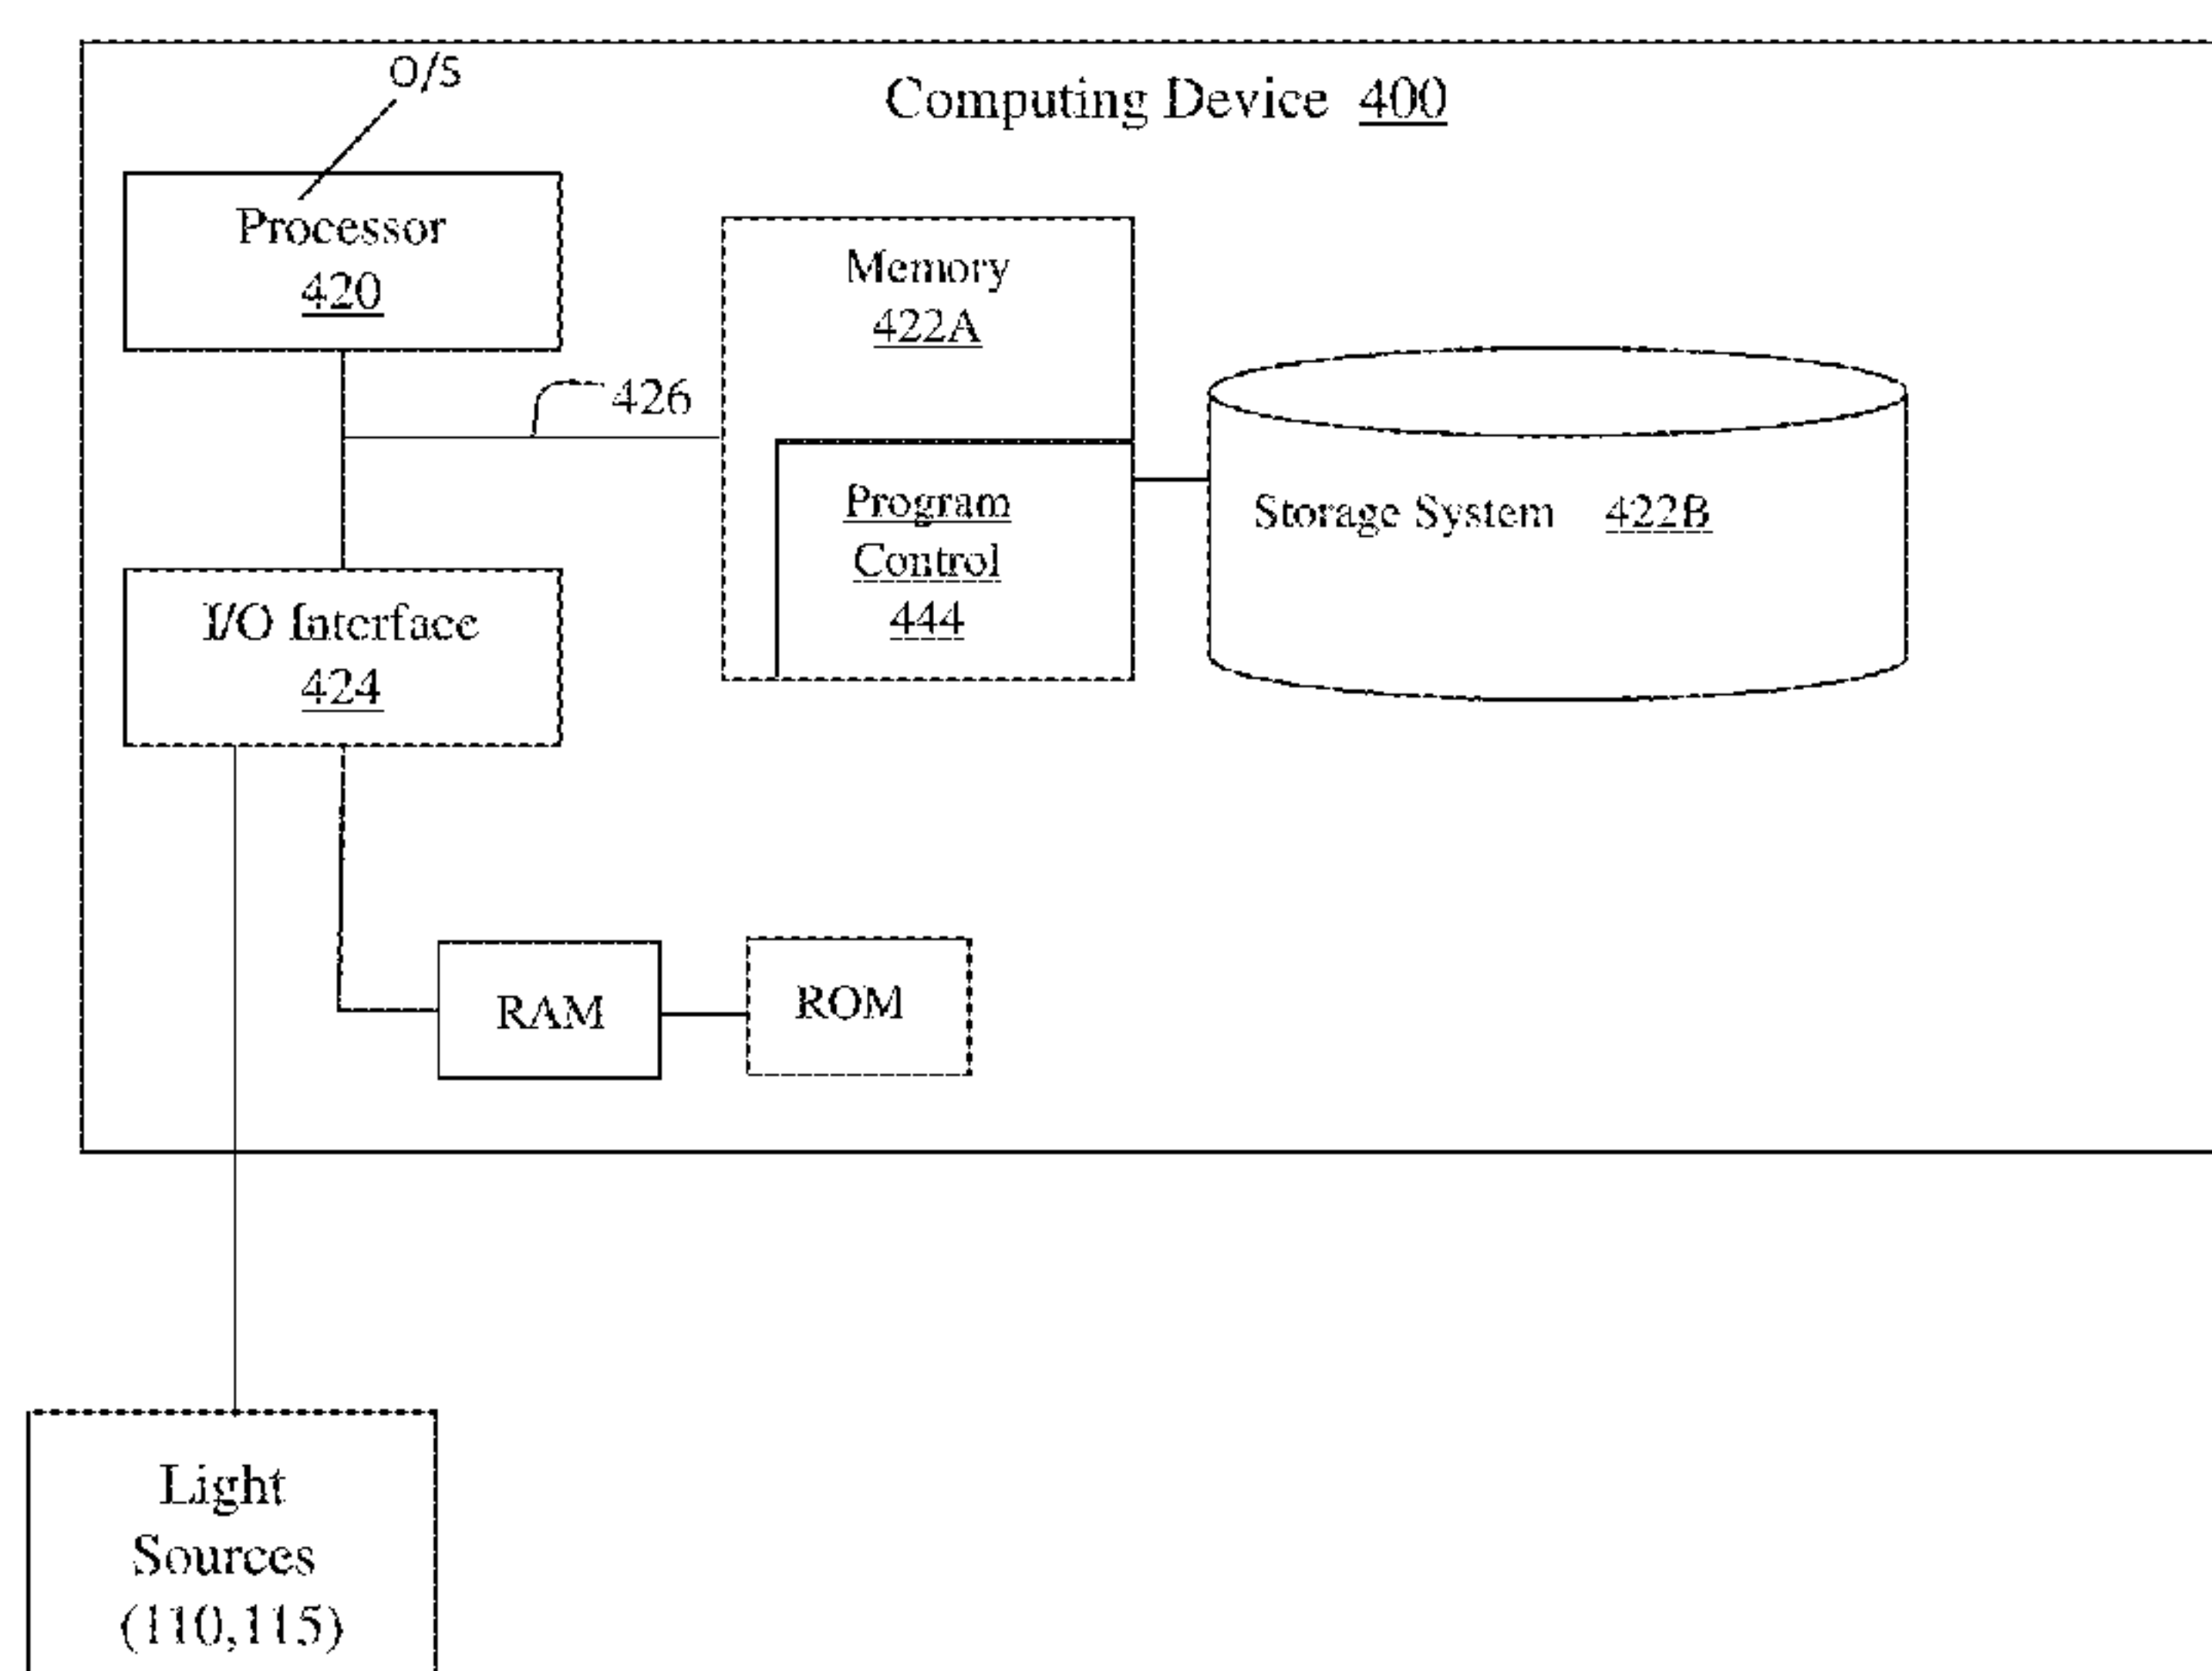 O/S
Computing Device 400
Processor
420
Memory
422A
426
Program
Control
444
Storage System 422B
I/O Interface
424
RAM
ROM
Light
Sources
(110,115)